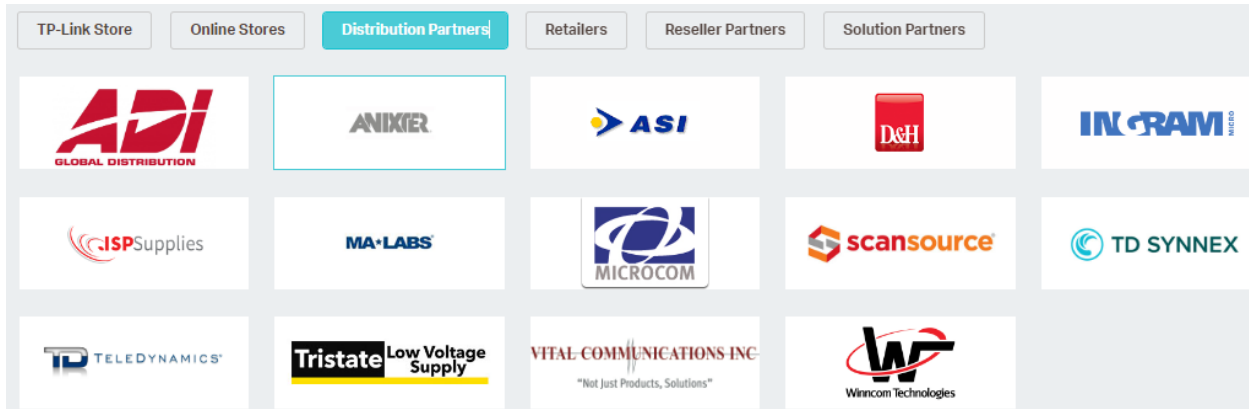 TP-Link Store
Online Stores
Distribution Partners
Retailers
Reseller Partners
Solution Partners
ADI
GLOBAL DISTRIBUTION
ANIXTER
ASI
D&H
INGRAM MICRO
ISPSupplies
MA LABS
MICROCOM
scansource
TD SYNNEX
TD TELEDYNAMICS
Tristate Low Voltage
Supply
VITAL COMMUNICATIONS INC
"Not Just Products, Solutions"
Winncom Technologies